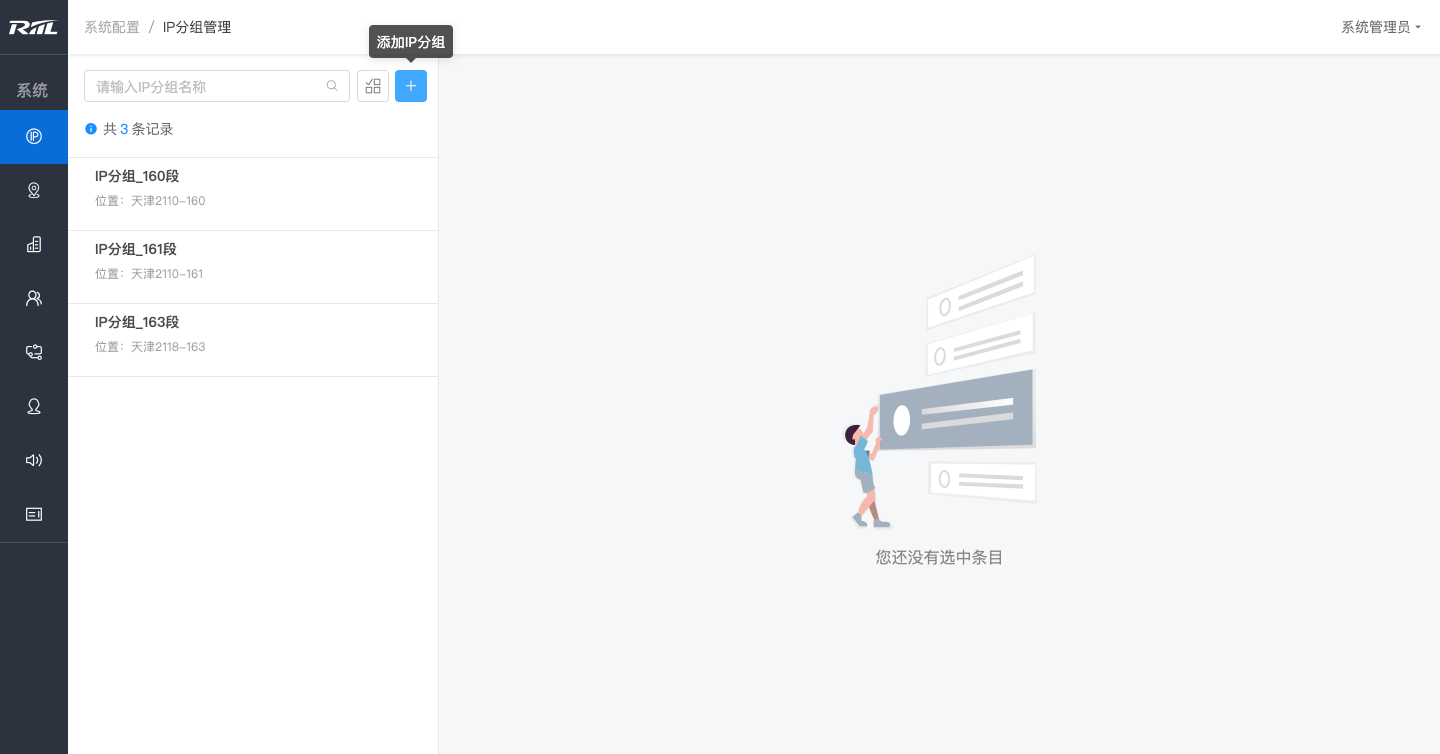 RIIL
系统配置 / IP分组管理
系统管理员
添加IP分组
系统
请输入IP分组名称
共 3 条记录
IP分组_160段
位置：天津2110-160
IP分组_161段
位置：天津2110-161
IP分组_163段
位置：天津2118-163
您还没有选中条目